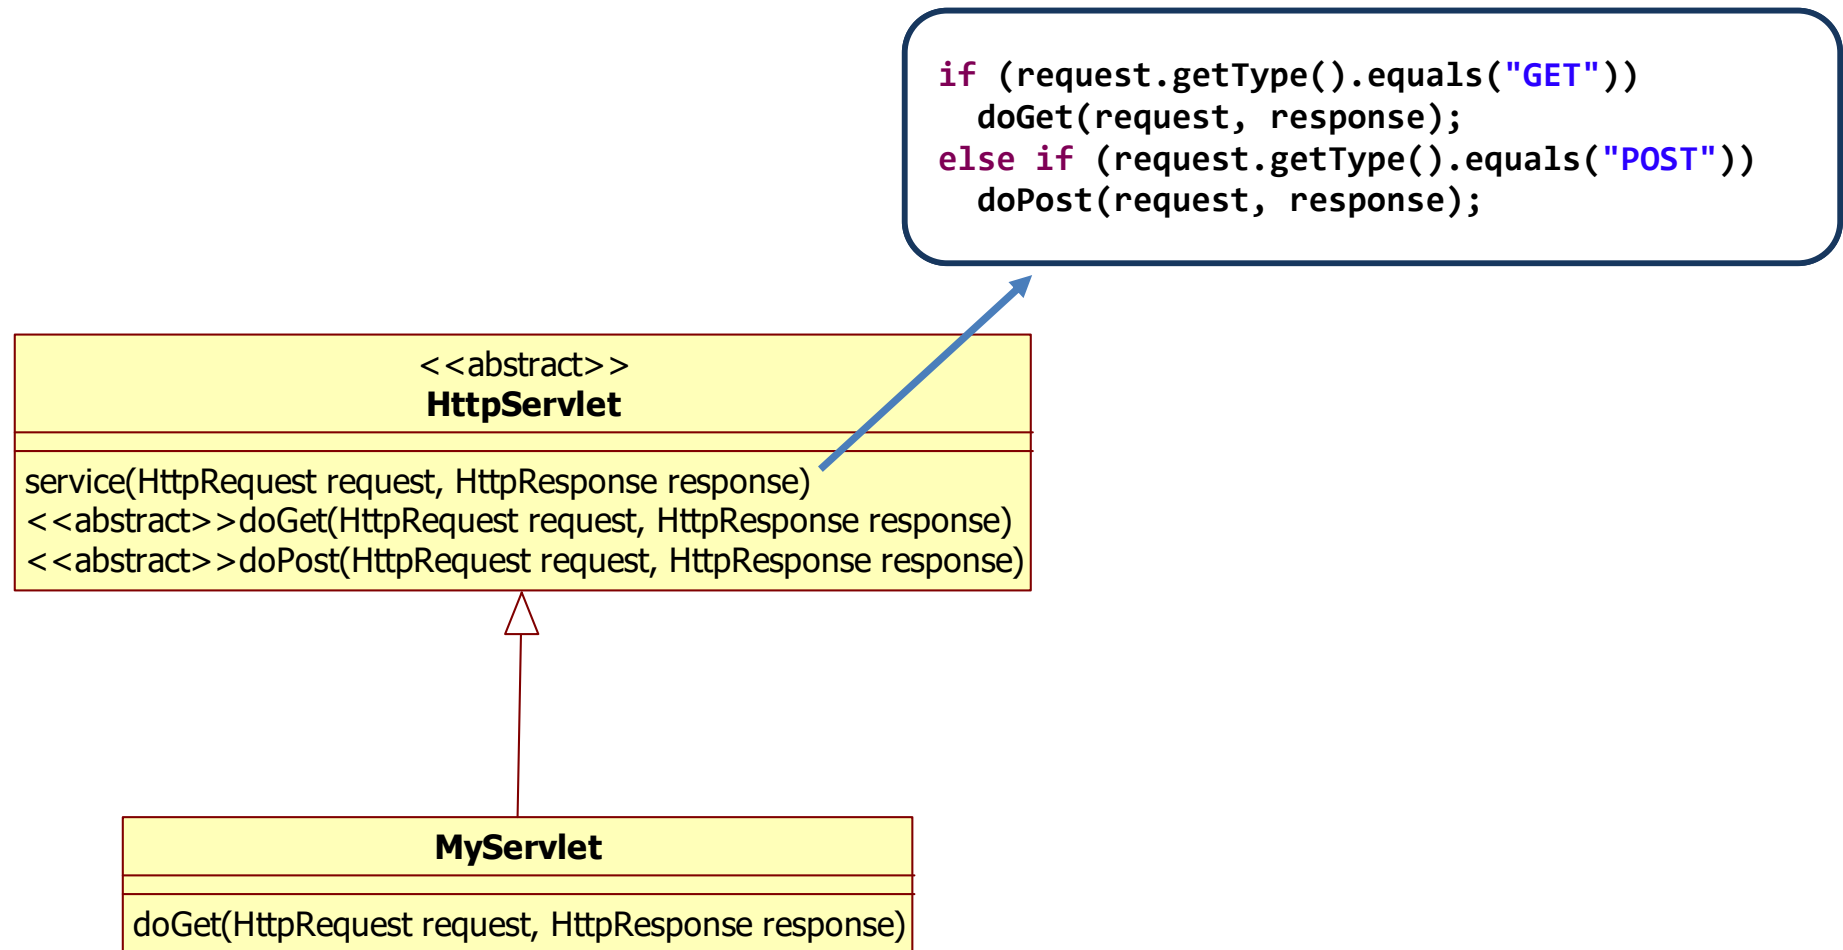 if (request.getType().equals("GET"))
doGet(request, response);
else if (request.getType().equals("POST"))
doPost(request, response);
<<abstract>>
HttpServlet
service(HttpRequest request, HttpResponse response)
<<abstract>>doGet(HttpRequest request, HttpResponse response)
<<abstract>>doPost(HttpRequest request, HttpResponse response)
MyServlet
doGet(HttpRequest request, HttpResponse response)